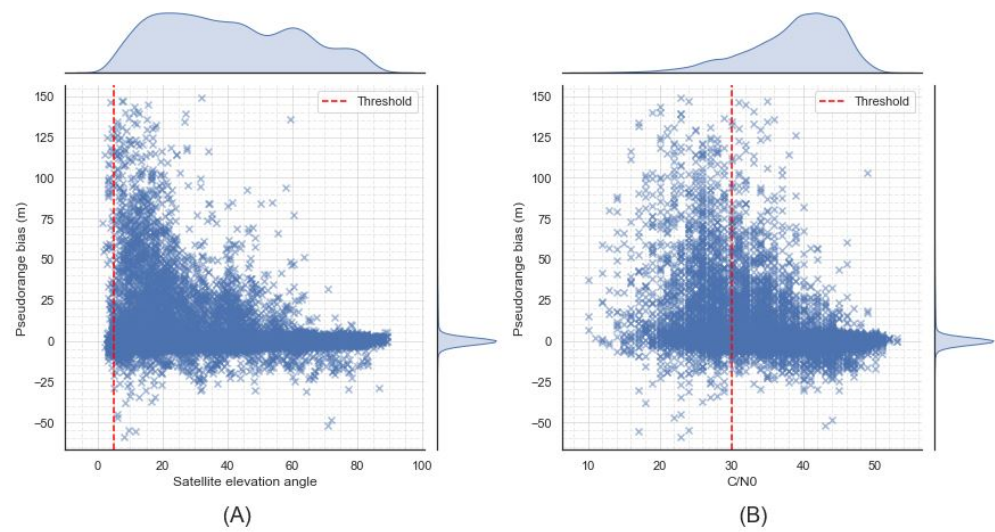 150
125
100
75
50
25
0
−25
−50
Pseudorange bias (m)
Threshold
0 20 40 60 80 100
Satellite elevation angle
(A)
150
125
100
75
50
25
0
−25
−50
Pseudorange bias (m)
Threshold
10 20 30 40 50
C/N0
(B)